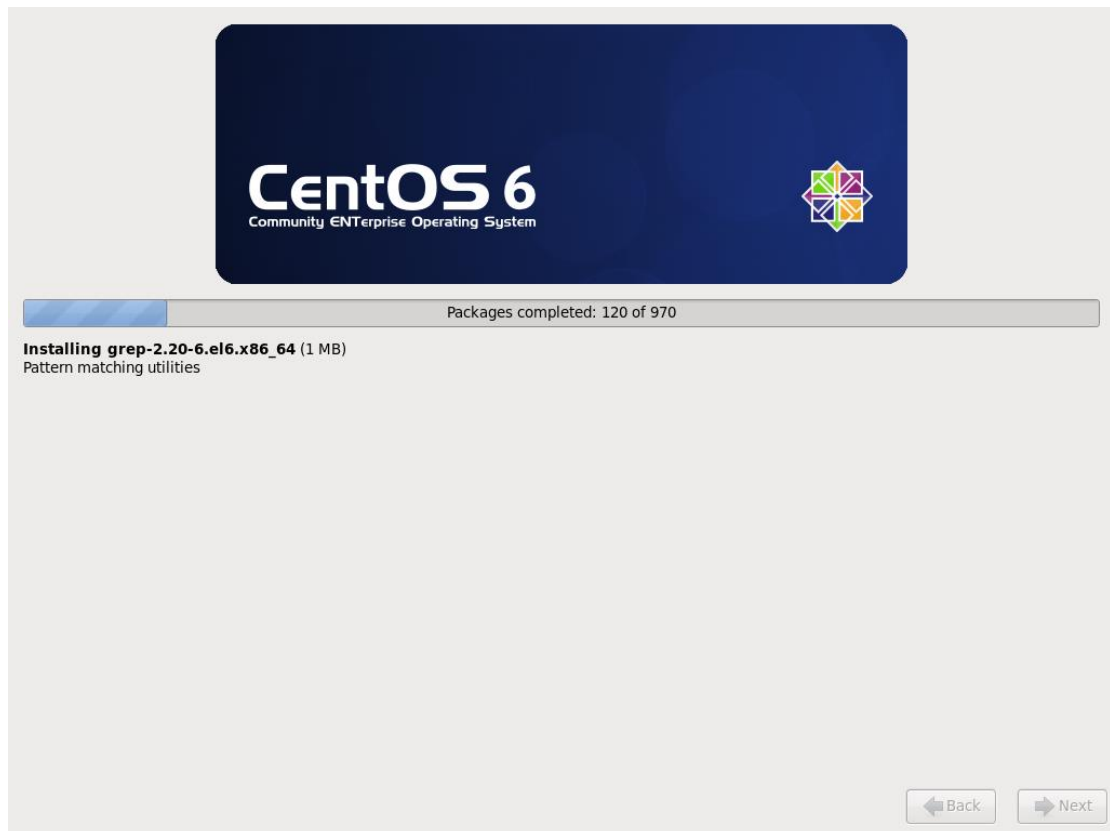 CentOS 6
Community ENTerprise Operating System
Packages completed: 120 of 970
Installing grep-2.20-6.el6.x86_64 (1 MB)
Pattern matching utilities
Back
Next